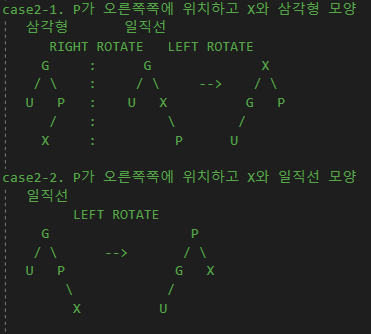 case2-1. P가 오른쪽쪽에 위치하고 X와 삼각형 모양
삼각형 일직선
RIGHT ROTATE LEFT ROTATE
G : G X
/ \ : / \ --> / \
U P : U X G P
/ : \ /
X : P U
case2-2. P가 오른쪽쪽에 위치하고 X와 일직선 모양
일직선
LEFT ROTATE
G P
/ \ --> / \
U P G X
\ /
X U